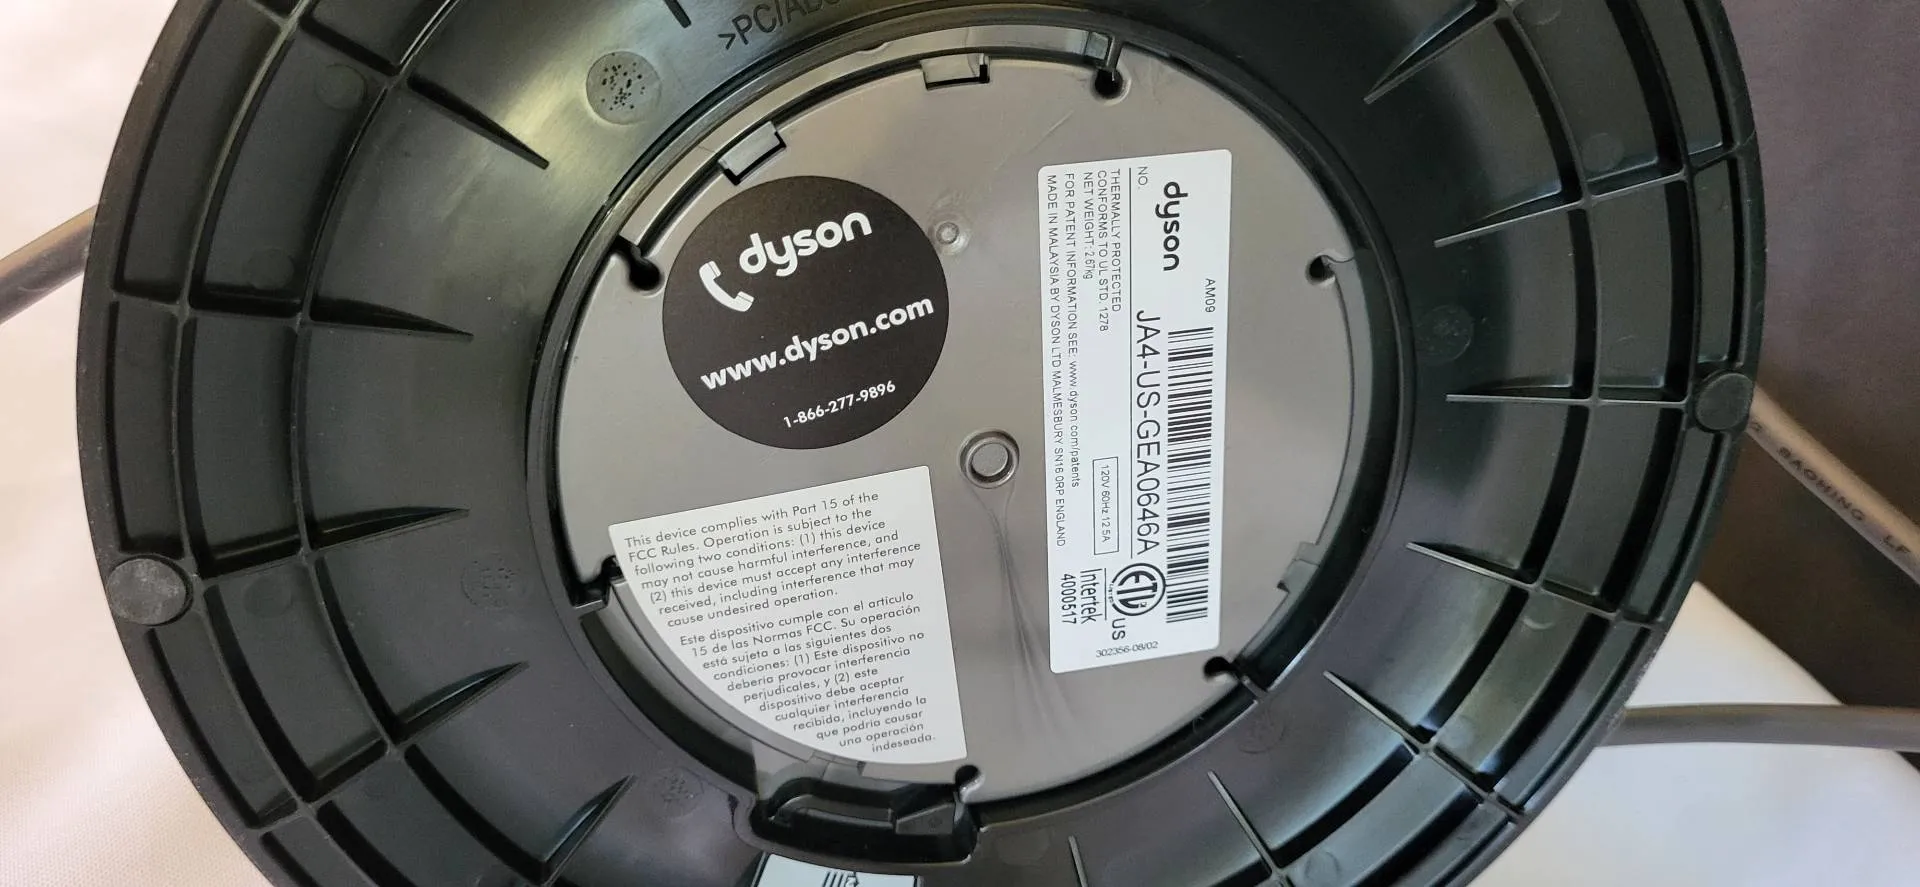 >PC/ABS
dyson
www.dyson.com
1-866-277-9896
dyson
AM09
NO.
JA4-US-GEA0646A
THERMALLY PROTECTED
CONFORMS TO UL STD. 1278
NET WEIGHT: 2.67kg
120V 60Hz 12.5A
FOR PATENT INFORMATION SEE: www.dyson.com/patents
MADE IN MALAYSIA BY DYSON LTD MALMESBURY SN16 0RP ENGLAND
ETL
US
Intertek
4000517
302356-08/02
This device complies with Part 15 of the
FCC Rules. Operation is subject to the
following two conditions: (1) this device
may not cause harmful interference, and
(2) this device must accept any interference
received, including interference that may
cause undesired operation.
Este dispositivo cumple con el artículo
15 de las Normas FCC. Su operación
está sujeta a las siguientes dos
condiciones: (1) Este dispositivo no
debería provocar interferencia
perjudicales, y (2) este
dispositivo debe aceptar
cualquier interferencia
recibida, incluyendo la
que podría causar
una operación
indeseada.
BAOHING LF